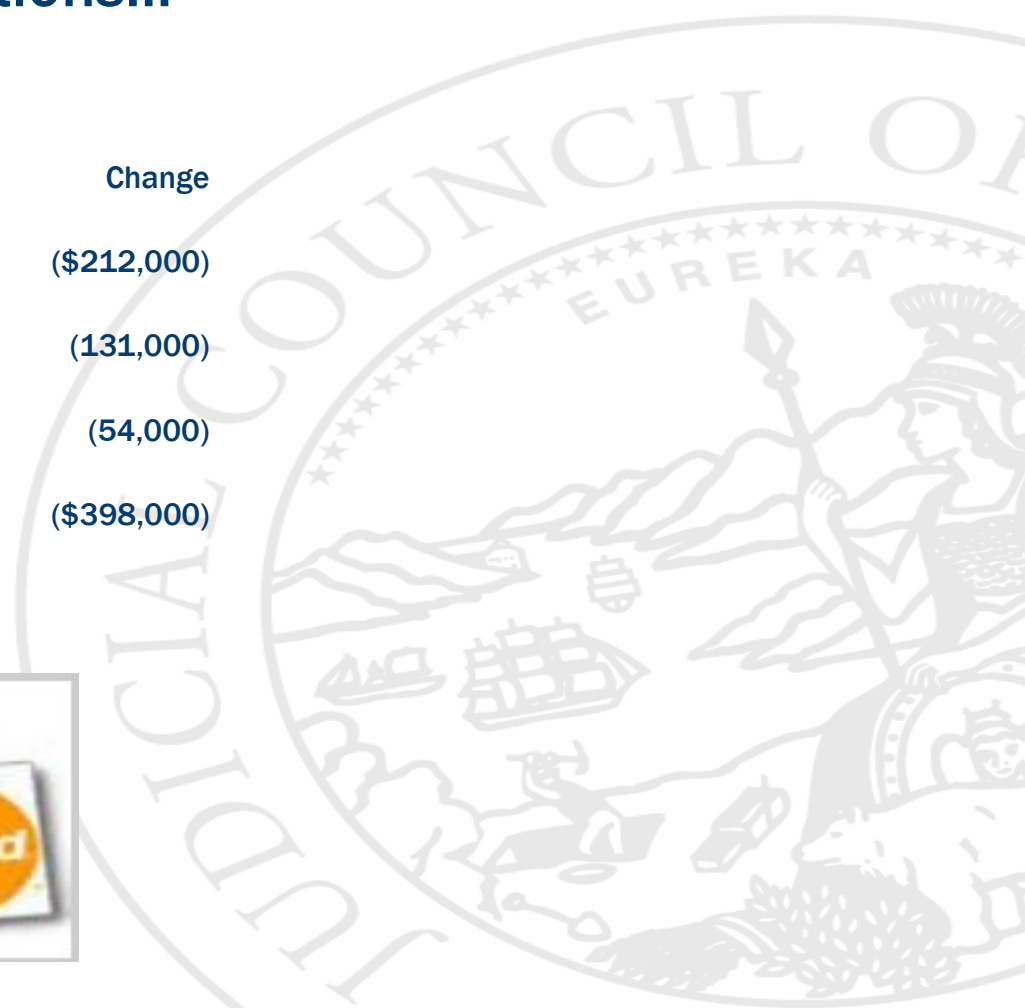 Change
($212,000)
(131,000)
(54,000)
($398,000)
JUDICIAL COUNCIL OF
EUREKA